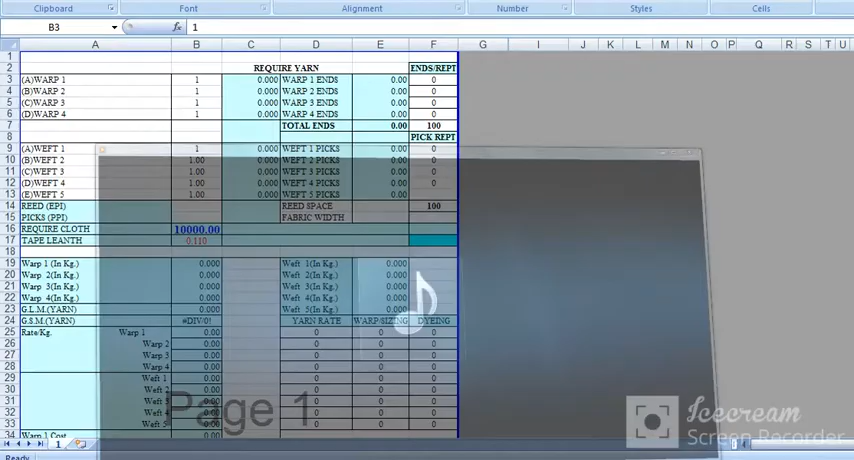 Clipboard Font Alignment Number Styles Cells
B3 fx 1
A B C D E F G H I J K L M N O P Q R S T U
1
2 REQUIRE YARN ENDS/REPT
3 (A)WARP 1 1 0.000 WARP 1 ENDS 0.00 0
4 (B)WARP 2 1 0.000 WARP 2 ENDS 0.00 0
5 (C)WARP 3 1 0.000 WARP 3 ENDS 0.00 0
6 (D)WARP 4 1 0.000 WARP 4 ENDS 0.00 0
7 TOTAL ENDS 0.00 100
8 PICK REPT
9 (A)WEFT 1 1 0.000 WEFT 1 PICKS 0.00 0
10 (B)WEFT 2 1.00 0.000 WEFT 2 PICKS 0.00 0
11 (C)WEFT 3 1.00 0.000 WEFT 3 PICKS 0.00 0
12 (D)WEFT 4 1.00 0.000 WEFT 4 PICKS 0.00 0
13 (E)WEFT 5 1.00 0.000 WEFT 5 PICKS 0.00
14 REED (EPI) REED SPACE 100
15 PICKS (PPI) FABRIC WIDTH
16 REQUIRE CLOTH 10000.00
17 TAPE LEANTH 0.110
18
19 Warp 1 (In Kg.) 0.000 Weft 1(In Kg.) 0.000
20 Warp 2(In Kg.) 0.000 Weft 2(In Kg.) 0.000
21 Warp 3(In Kg.) 0.000 Weft 3(In Kg.) 0.000
22 Warp 4(In Kg.) 0.000 Weft 4(In Kg.) 0.000
23 G.L.M.(YARN) 0.000 Weft 5(In Kg.) 0.000
24 G.S.M.(YARN) #DIV/0! YARN RATE WARP/SIZING DYEING
25 Rate/Kg. Warp 1 0.00 0 0 0
26 Warp 2 0.00 0 0 0
27 Warp 3 0.00 0 0 0
28 Warp 4 0.00 0 0 0
29 Weft 1 0.00 0 0 0
30 Weft 2 0.00 0 0 0
31 Weft 3 0.00 0 0 0
32 Weft 4 0.00 0 0 0
33 Weft 5 0.00 0 0 0
34 Warp 1 Cost 0.00 0 0 0
Page 1
1
Ready
Icecream
Screen Recorder